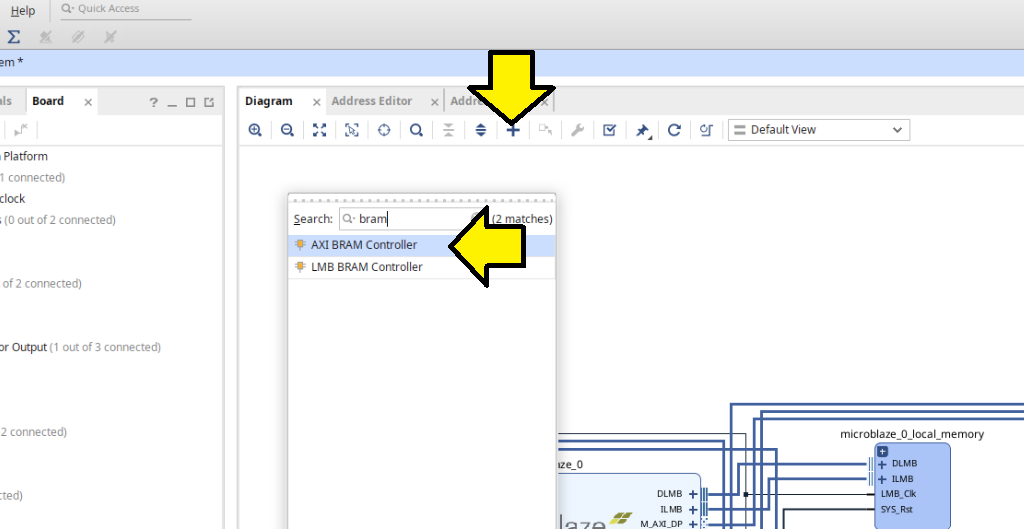 Help
Quick Access
em *
ls
Board
?
Diagram
Address Editor
Addre
Default View
Platform
1 connected)
clock
s (0 out of 2 connected)
of 2 connected)
or Output (1 out of 3 connected)
2 connected)
cted)
Search: bram (2 matches)
AXI BRAM Controller
LMB BRAM Controller
aze_0
DLMB
ILMB
M_AXI_DP
laze
microblaze_0_local_memory
DLMB
ILMB
LMB_Clk
SYS_Rst